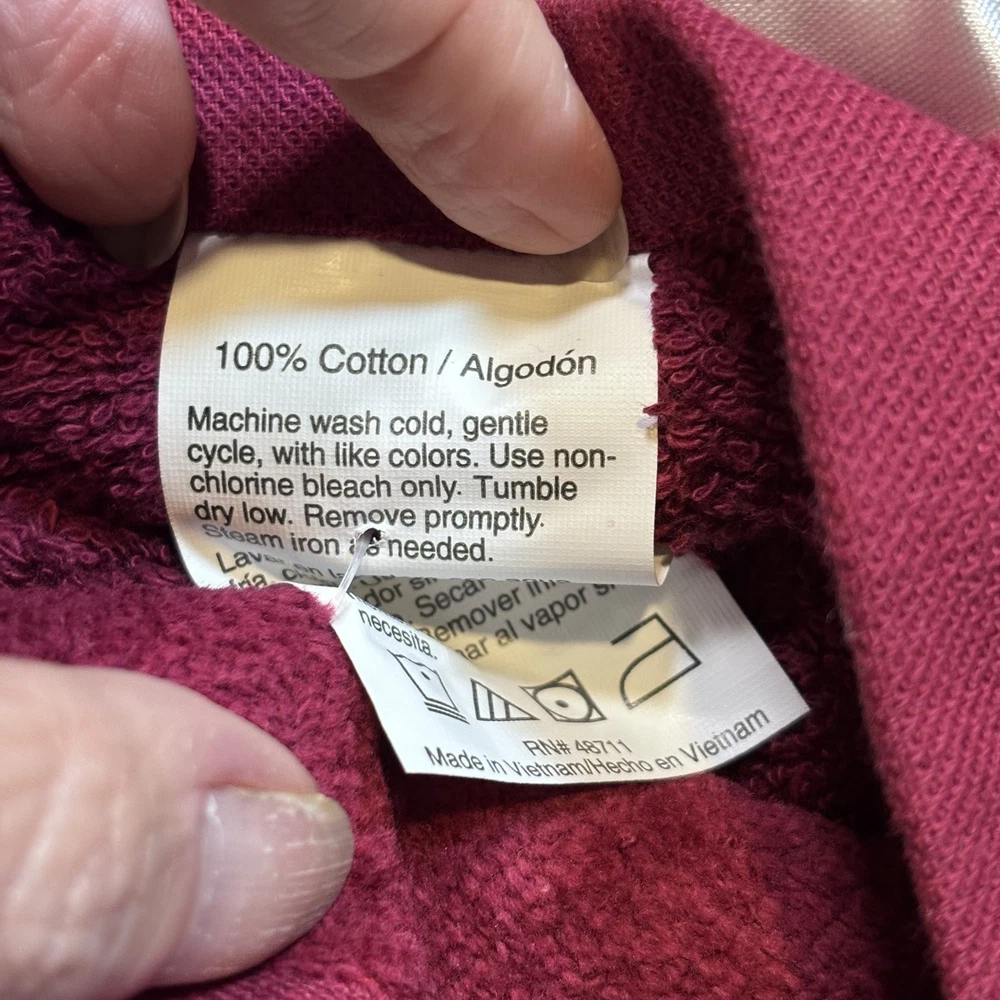 100% Cotton / Algodón
Machine wash cold, gentle
cycle, with like colors. Use non-
chlorine bleach only. Tumble
dry low. Remove promptly.
Steam iron as needed.
Secar
al vapor
necesita.
RN# 48711
Made in Vietnam/Hecho en Vietnam